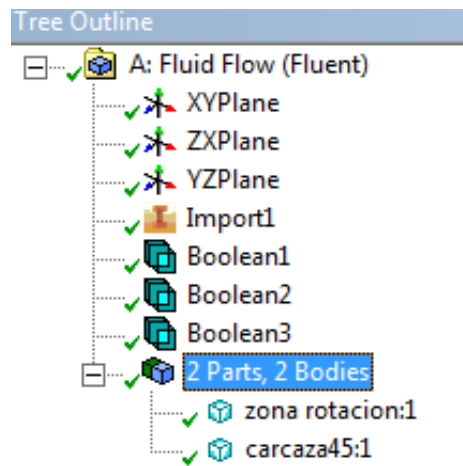 Tree Outline
A: Fluid Flow (Fluent)
XYPlane
ZXPlane
YZPlane
Import1
Boolean1
Boolean2
Boolean3
2 Parts, 2 Bodies
zona rotacion:1
carcaza45:1